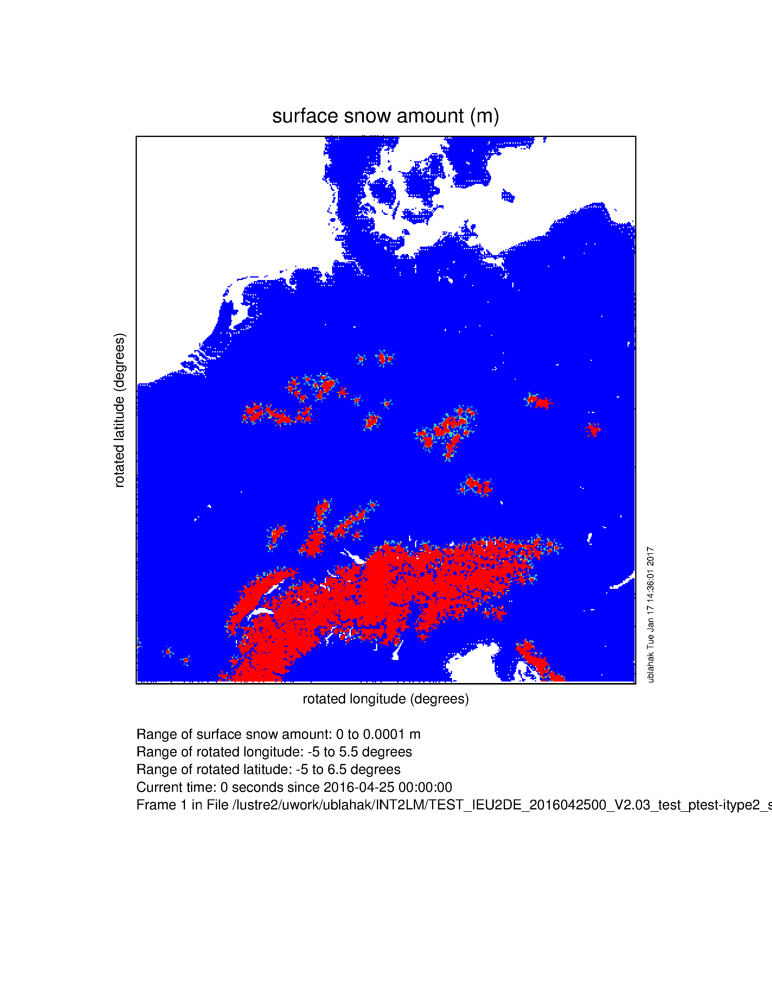 surface snow amount (m)
rotated latitude (degrees)
ublahak Tue Jan 17 14:36:01 2017
rotated longitude (degrees)
Range of surface snow amount: 0 to 0.0001 m
Range of rotated longitude: -5 to 5.5 degrees
Range of rotated latitude: -5 to 6.5 degrees
Current time: 0 seconds since 2016-04-25 00:00:00
Frame 1 in File /lustre2/uwork/ublahak/INT2LM/TEST_IEU2DE_2016042500_V2.03_test_ptest-itype2_s